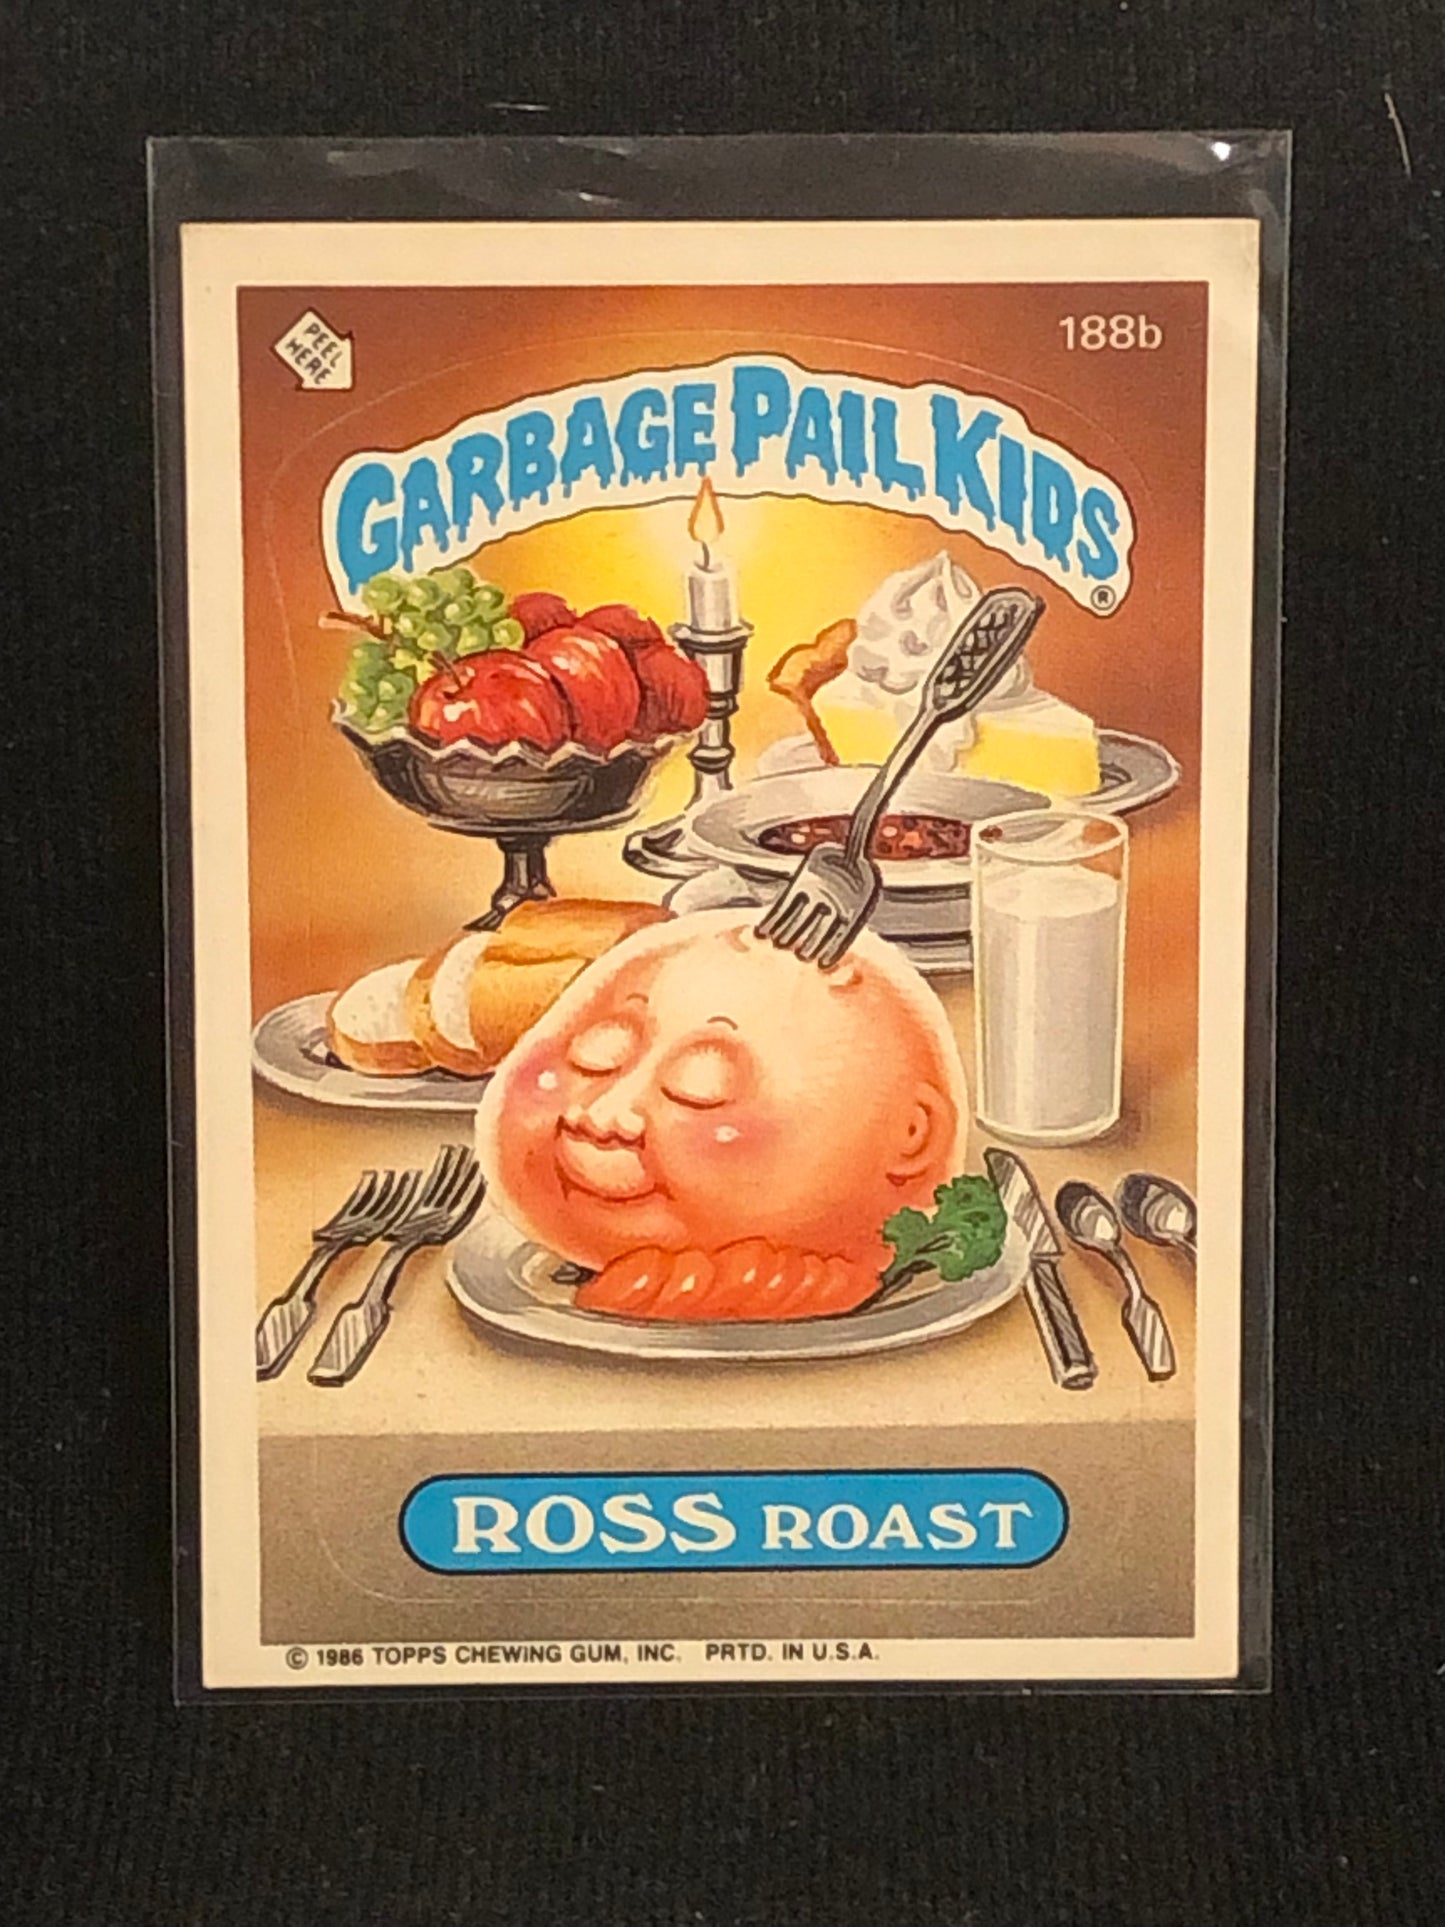 PEEL
HERE
188b
GARBAGE PAIL KIDS
®
ROSS ROAST
© 1986 TOPPS CHEWING GUM, INC. PRTD. IN U.S.A.